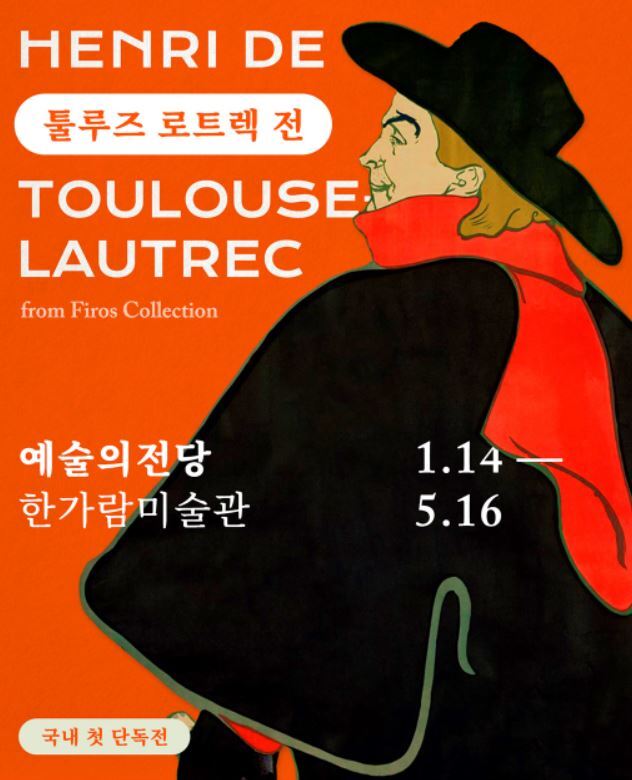 HENRI DE
툴루즈 로트렉 전
TOULOUSE-
LAUTREC
from Firos Collection
예술의전당
한가람미술관
1.14 —
5.16
국내 첫 단독전